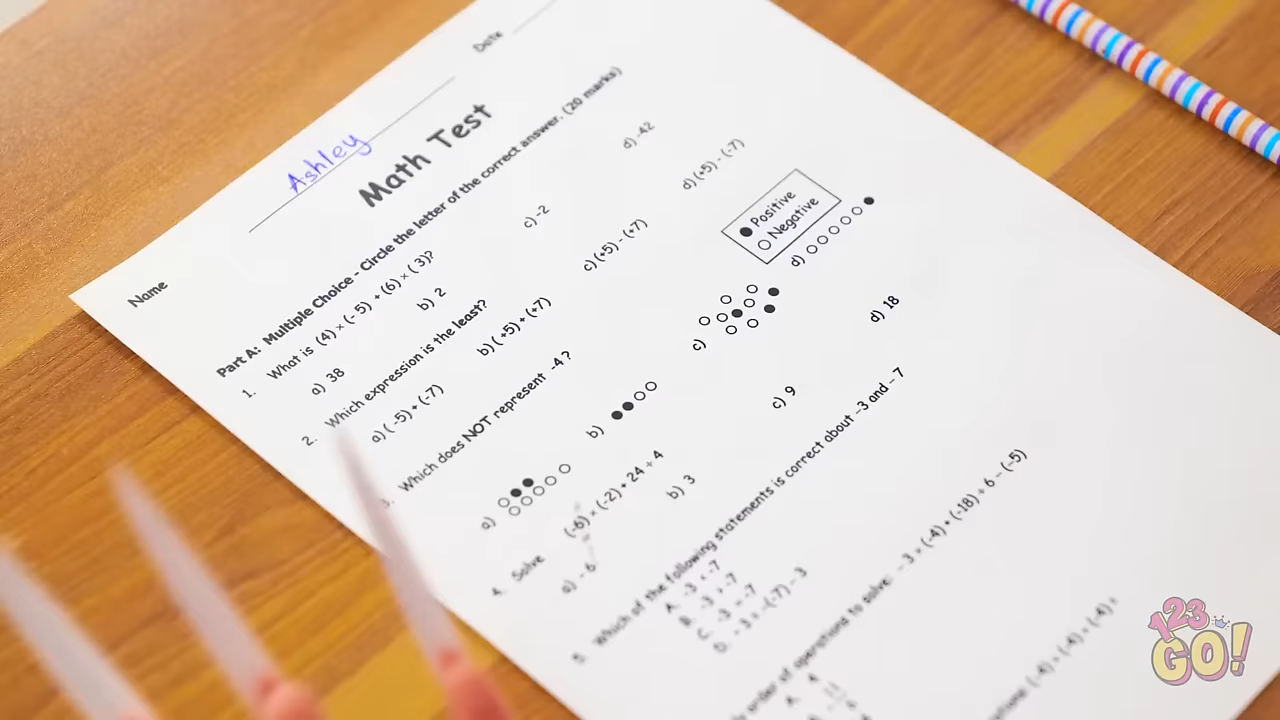 Date
Ashley
Name
Math Test
Part A: Multiple Choice - Circle the letter of the correct answer. (20 marks)
1. What is (4) × (-5) + (6) × (3)?
a) 38 b) 2 c) -2 d) -42
2. Which expression is the least?
a) (-5) + (-7) b) (+5) + (+7) c) (+5) - (+7) d) (+5) - (-7)
3. Which does NOT represent -4?
Positive
Negative
a) b) c) d)
4. Solve (-6) × (-2) + 24 ÷ 4
a) -6 b) 3 c) 9 d) 18
5. Which of the following statements is correct about -3 and -7
A. -3 < -7
B. -3 > -7
C. -3 = -7
D. -3 = -(-7) - 3
order of operations to solve: -3 × (-4) + (-18) ÷ 6 - (-5)
A. 4
(-4) × (-4) × (-4) =
123
GO!